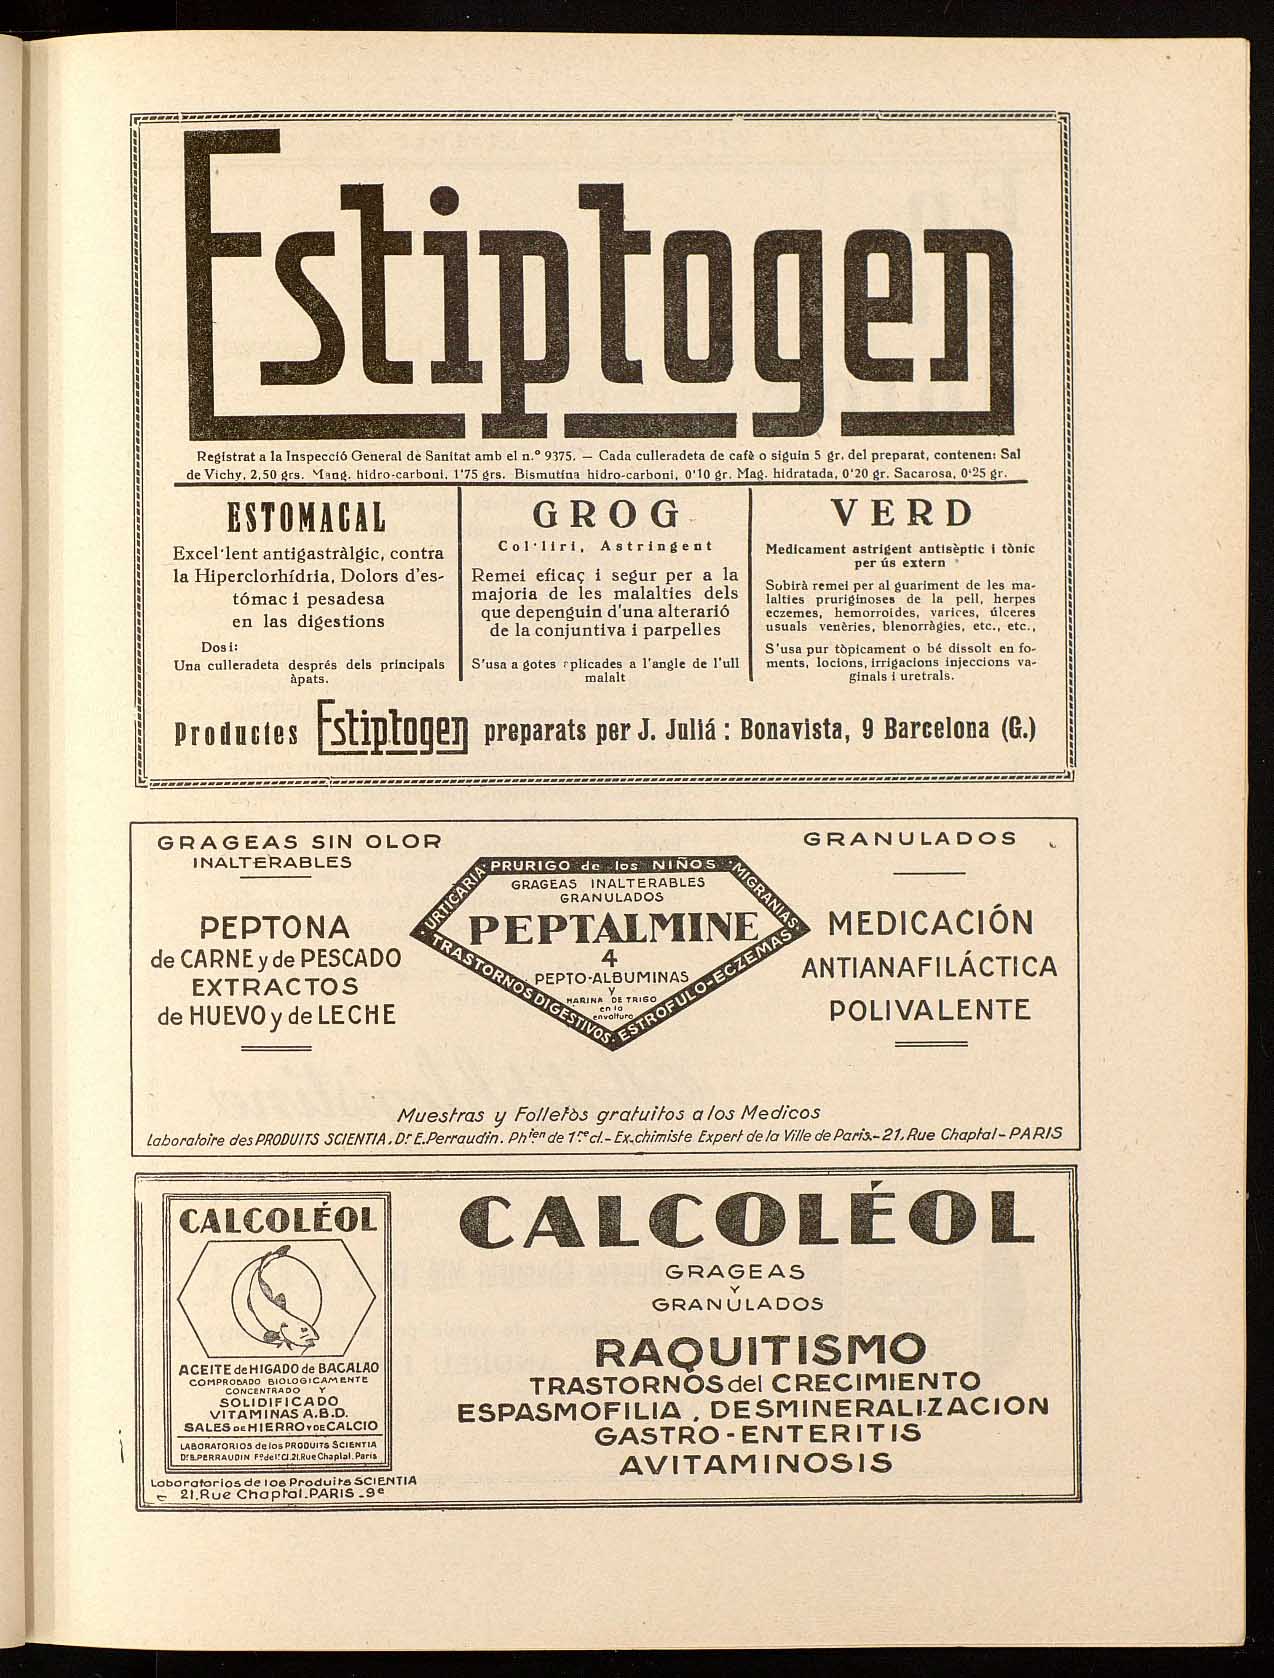 Estiptogen
Registrat a la Inspecció General de Sanitat amb el n.º 9375. — Cada culleradeta de cafè o siguin 5 gr. del preparat, contenen: Sal
de Vichy, 2,50 grs. Mang. hidro-carboni, 1'75 grs. Bismutina hidro-carboni, 0'10 gr. Mag. hidratada, 0'20 gr. Sacarosa, 0'25 gr.
ESTOMACAL
Excel·lent antigastràlgic, contra
la Hiperclorhídria, Dolors d'es-
tómac i pesadesa
en las digestions
Dosi:
Una culleradeta després dels principals
àpats.
GROG
Col·liri, Astringent
Remei eficaç i segur per a la
majoria de les malalties dels
que depenguin d'una alterarió
de la conjuntiva i parpelles
S'usa a gotes aplicades a l'angle de l'ull
malalt
VERD
Medicament astrigent antisèptic i tònic
per ús extern
Subirà remei per al guariment de les ma-
lalties pruriginoses de la pell, herpes
eczemes, hemorroides, varices, úlceres
usuals venèries, blenorràgies, etc., etc.,
S'usa pur tòpicament o bé dissolt en fo-
ments, locions, irrigacions injeccions va-
ginals i uretrals.
Productes Estiptogen preparats per J. Juliá : Bonavista, 9 Barcelona (G.)
GRAGEAS SIN OLOR
INALTERABLES
PEPTONA
de CARNE y de PESCADO
EXTRACTOS
de HUEVO y de LECHE
URTICARIA · PRURIGO de los NIÑOS · MIGRANIAS
GRAGEAS INALTERABLES
GRANULADOS
PEPTALMINE
4
PEPTO-ALBUMINAS
Y
HARINA DE TRIGO
en la
envoltura
· TRASTORNOS DIGESTIVOS · ESTROFULO-ECZEMAS ·
GRANULADOS
MEDICACIÓN
ANTIANAFILÁCTICA
POLIVALENTE
Muestras y Folletos gratuitos a los Medicos
Laboratoire des PRODUITS SCIENTIA. Dr E. Perraudin. Phien de 1re cl. - Ex. chimiste Expert de la Ville de Paris. - 21, Rue Chaptal - PARIS
CALCOLÉOL
ACEITE de HIGADO de BACALAO
COMPROBADO BIOLOGICAMENTE
CONCENTRADO Y
SOLIDIFICADO
VITAMINAS A.B.D.
SALES DE HIERRO Y DE CALCIO
LABORATORIOS de los PRODUITS SCIENTIA
Dr E. PERRAUDIN Fº de 1ª Cl. 21. Rue Chaptal. Paris
Laboratorios de los Produits SCIENTIA
21. Rue Chaptal. PARIS - 9e
CALCOLÉOL
GRAGEAS
Y
GRANULADOS
RAQUITISMO
TRASTORNOS del CRECIMIENTO
ESPASMOFILIA . DESMINERALIZACION
GASTRO - ENTERITIS
AVITAMINOSIS